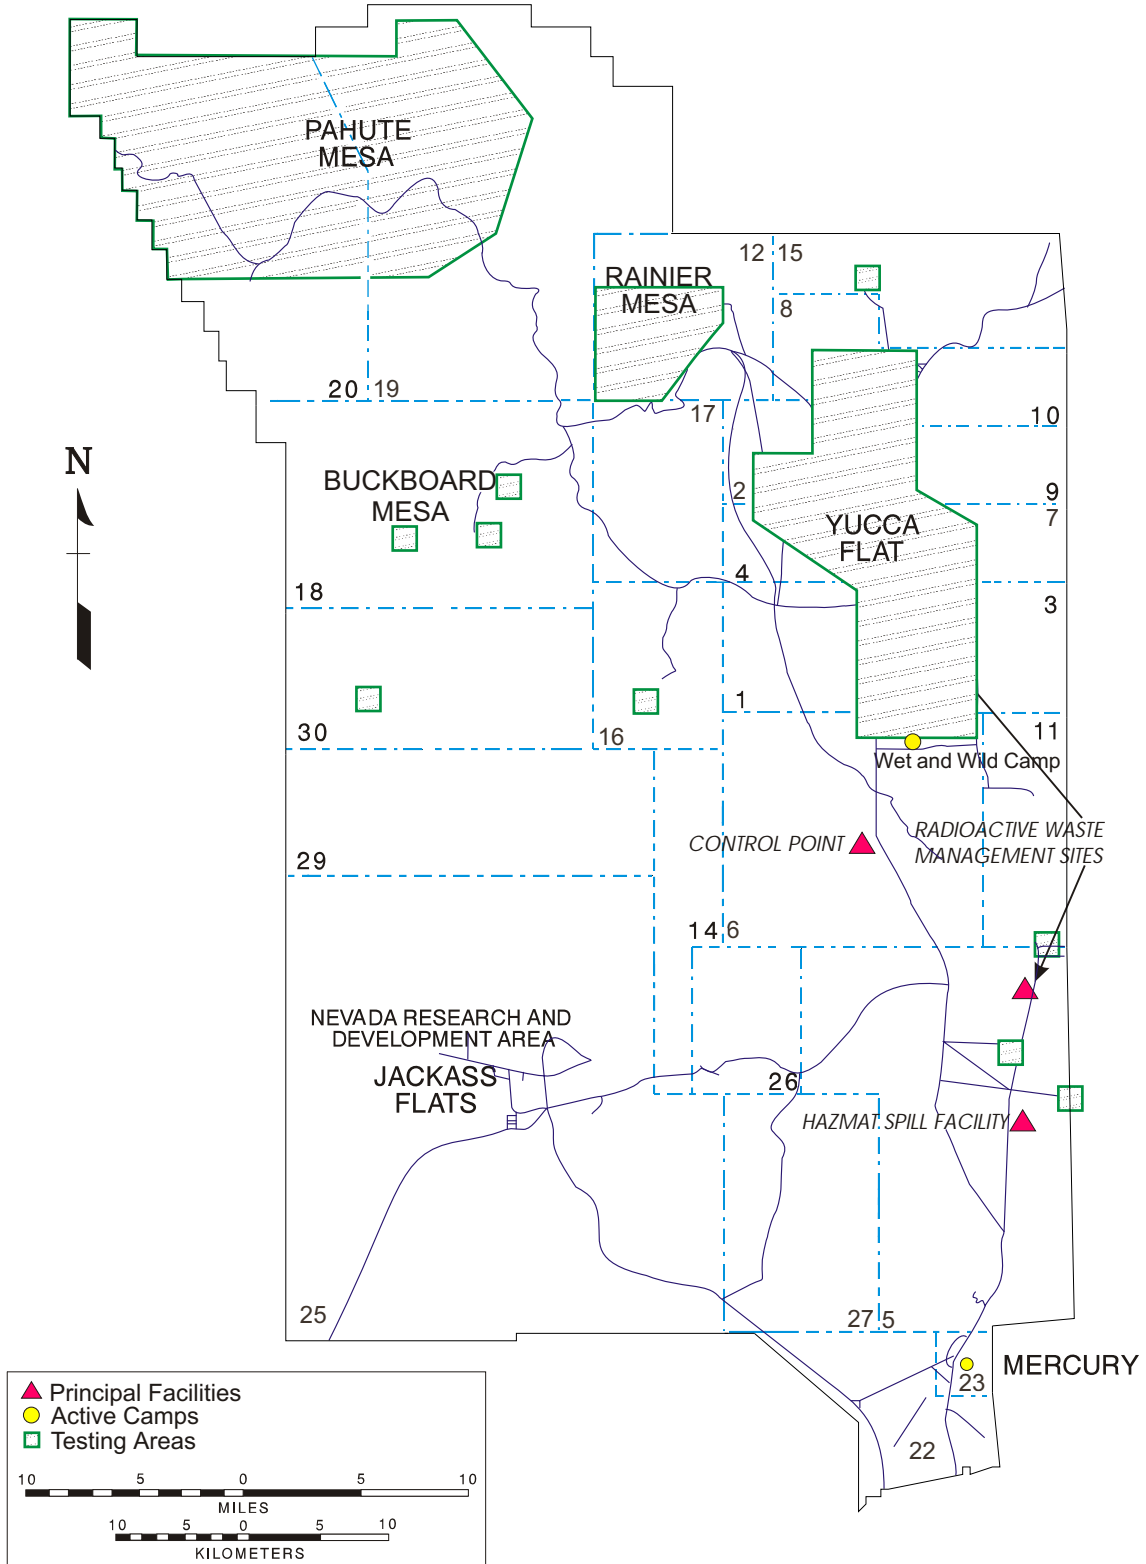 PAHUTE
MESA
12 15
RAINIER
MESA
8
20 19
17
10
N
BUCKBOARD
MESA
2
9
7
YUCCA
FLAT
4
18
3
1
11
30
16
Wet and Wild Camp
CONTROL POINT
RADIOACTIVE WASTE
MANAGEMENT SITES
29
14 6
NEVADA RESEARCH AND
DEVELOPMENT AREA
JACKASS
FLATS
26
HAZMAT SPILL FACILITY
25
27 5
MERCURY
23
22
Principal Facilities
Active Camps
Testing Areas
10 5 0 5 10
MILES
10 5 0 5 10
KILOMETERS